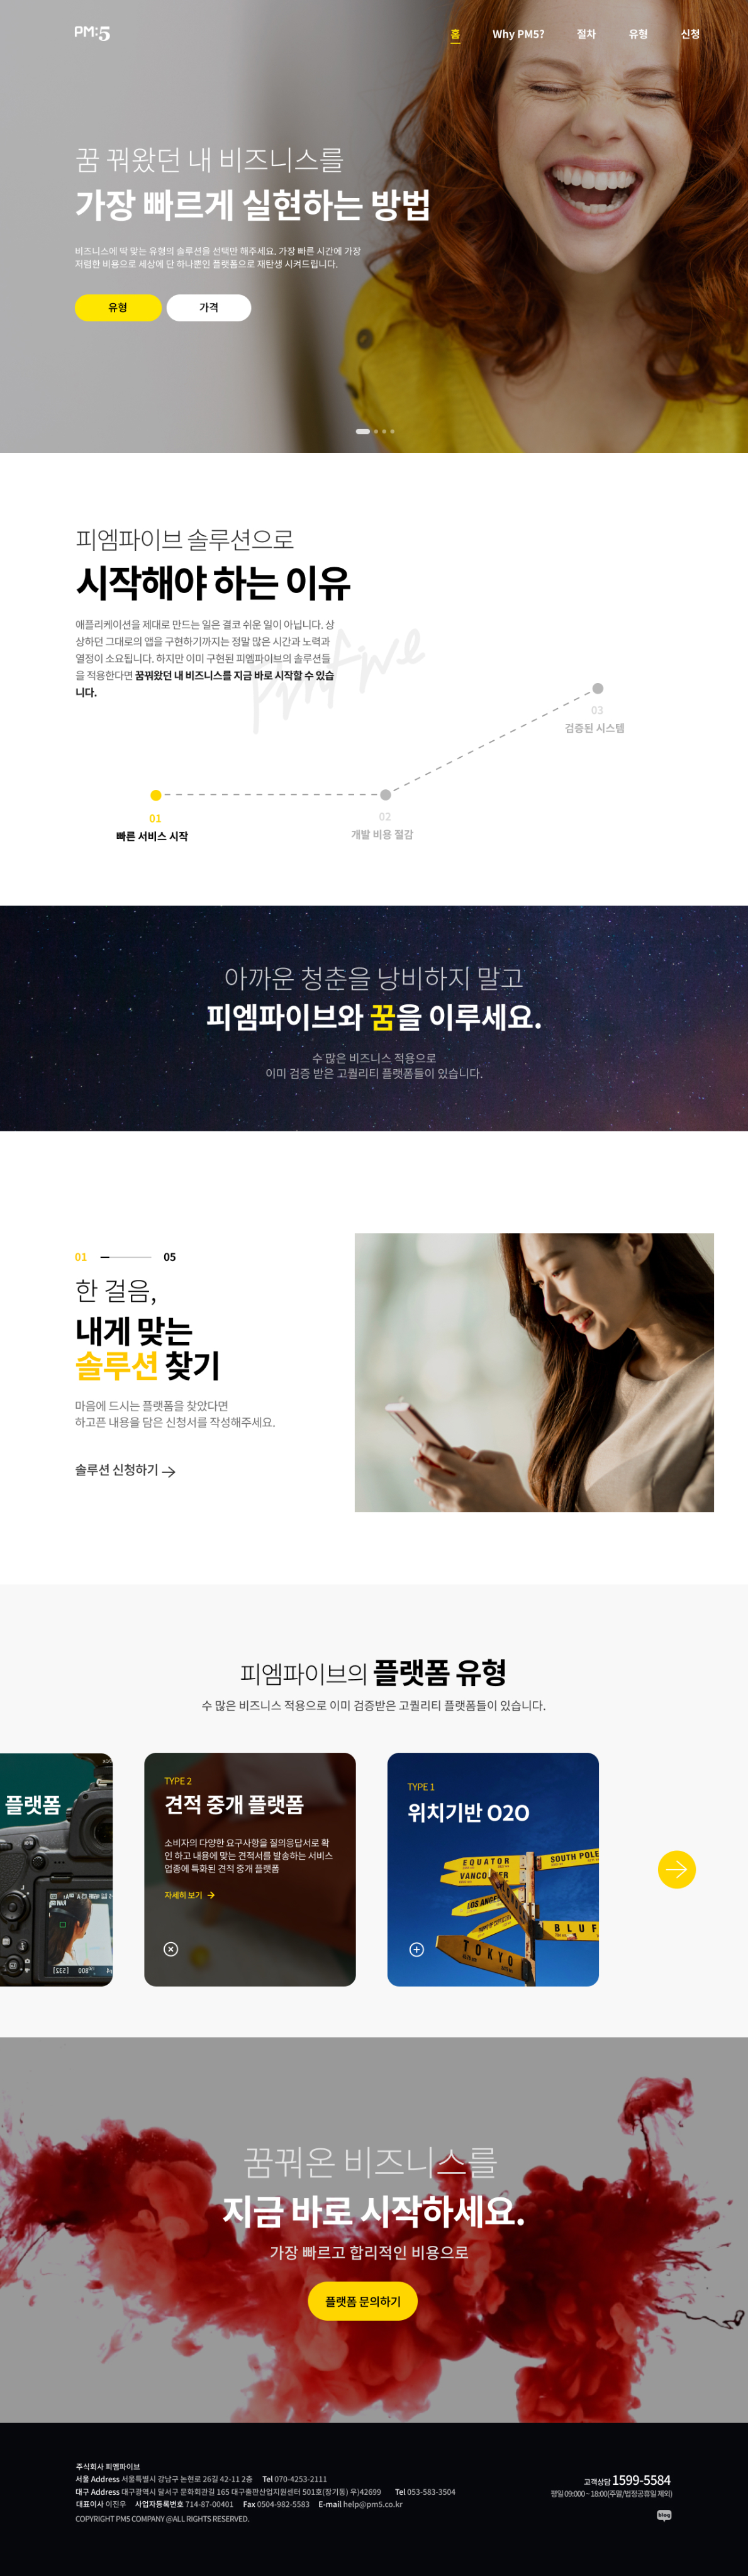 PM:5
홈 Why PM5? 절차 유형 신청
꿈 꿔왔던 내 비즈니스를
가장 빠르게 실현하는 방법
비즈니스에 딱 맞는 유형의 솔루션을 선택만 해주세요. 가장 빠른 시간에 가장
저렴한 비용으로 세상에 단 하나뿐인 플랫폼으로 재탄생 시켜드립니다.
유형 가격
피엠파이브 솔루션으로
시작해야 하는 이유
애플리케이션을 제대로 만드는 일은 결코 쉬운 일이 아닙니다. 상
상하던 그대로의 앱을 구현하기까지는 정말 많은 시간과 노력과
열정이 소요됩니다. 하지만 이미 구현된 피엠파이브의 솔루션들
을 적용한다면 꿈꿔왔던 내 비즈니스를 지금 바로 시작할 수 있습
니다.
Pmfive
03
검증된 시스템
01
빠른 서비스 시작
02
개발 비용 절감
아까운 청춘을 낭비하지 말고
피엠파이브와 꿈을 이루세요.
수 많은 비즈니스 적용으로
이미 검증 받은 고퀄리티 플랫폼들이 있습니다.
01 05
한 걸음,
내게 맞는
솔루션 찾기
마음에 드시는 플랫폼을 찾았다면
하고픈 내용을 담은 신청서를 작성해주세요.
솔루션 신청하기
피엠파이브의 플랫폼 유형
수 많은 비즈니스 적용으로 이미 검증받은 고퀄리티 플랫폼들이 있습니다.
플랫폼
TYPE 2
견적 중개 플랫폼
소비자의 다양한 요구사항을 질의응답서로 확
인 하고 내용에 맞는 견적서를 발송하는 서비스
업종에 특화된 견적 중개 플랫폼
자세히 보기
TYPE 1
위치기반 O2O
EQUATOR
SOUTH POLE
VANCOUVER
LOS ANGELES
BLUFF
TOKYO
꿈꿔온 비즈니스를
지금 바로 시작하세요.
가장 빠르고 합리적인 비용으로
플랫폼 문의하기
주식회사 피엠파이브
서울 Address 서울특별시 강남구 논현로 26길 42-11 2층 Tel 070-4253-2111
대구 Address 대구광역시 달서구 문화회관길 165 대구출판산업지원센터 501호(장기동) 우)42699 Tel 053-583-3504
대표이사 이진우 사업자등록번호 714-87-00401 Fax 0504-982-5583 E-mail help@pm5.co.kr
COPYRIGHT PM5 COMPANY @ALL RIGHTS RESERVED.
고객상담 1599-5584
평일 09:000 ~ 18:00(주말/법정공휴일 제외)
blog